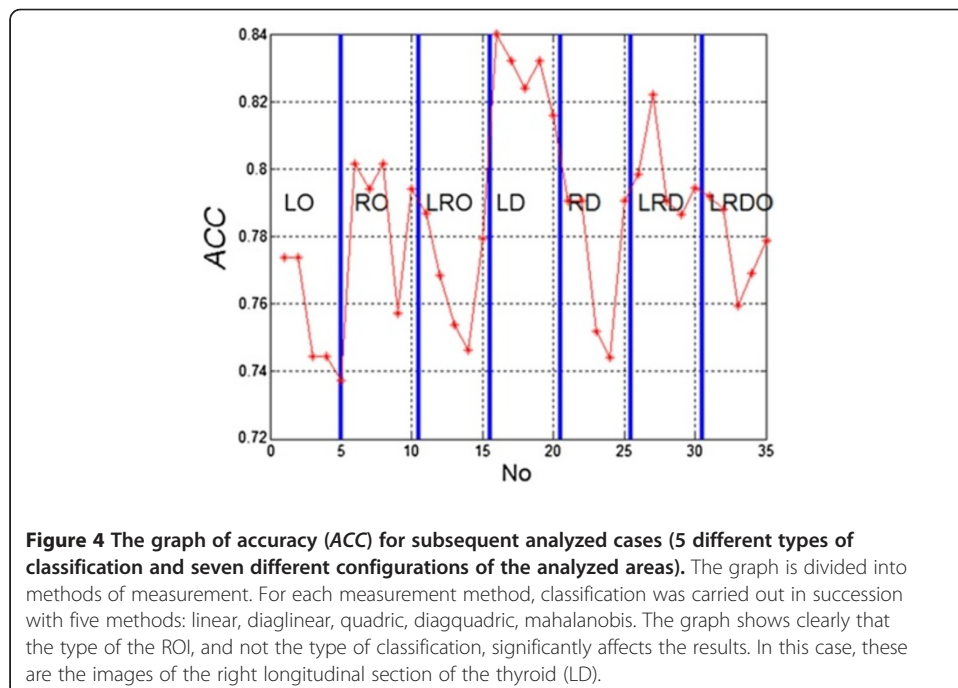 0.84
0.82
0.8
0.78
0.76
0.74
0.72
ACC
LO RO LRO LD RD LRD LRDO
0 5 10 15 20 25 30 35
No
Figure 4 The graph of accuracy (ACC) for subsequent analyzed cases (5 different types of
classification and seven different configurations of the analyzed areas). The graph is divided into
methods of measurement. For each measurement method, classification was carried out in succession
with five methods: linear, diaglinear, quadric, diagquadric, mahalanobis. The graph shows clearly that
the type of the ROI, and not the type of classification, significantly affects the results. In this case, these
are the images of the right longitudinal section of the thyroid (LD).